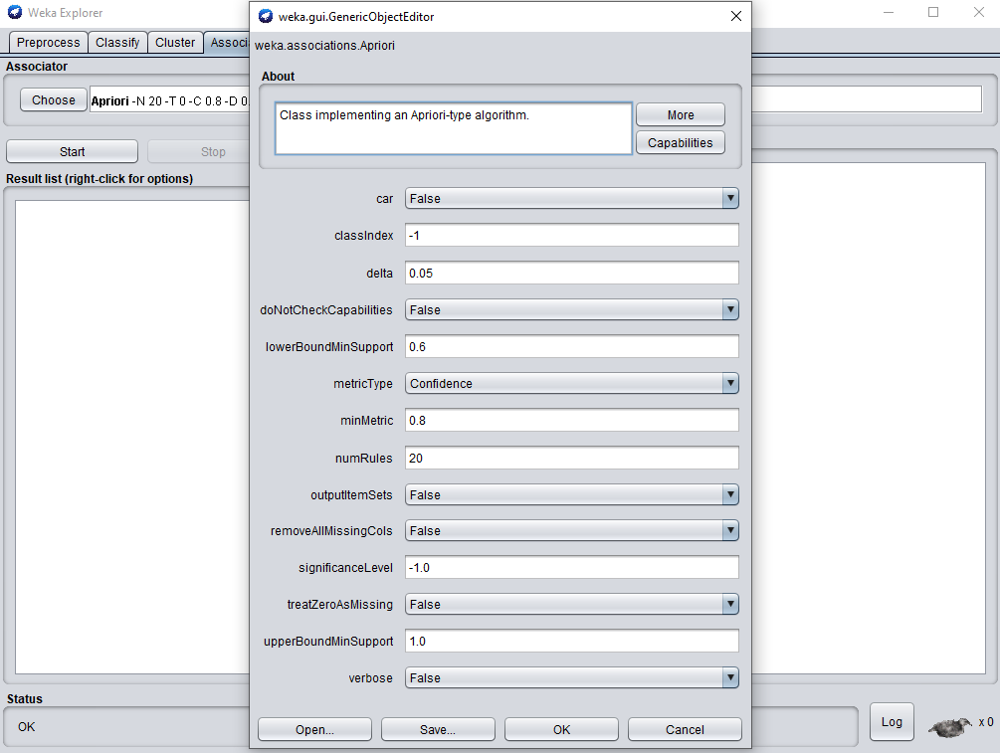 Weka Explorer
Preprocess Classify Cluster
Associator
Choose Apriori -N 20 -T 0 -C 0.8 -D
Start Stop
Result list (right-click for options)
weka.gui.GenericObjectEditor
weka.associations.Apriori
About
Class implementing an Apriori-type algorithm.
More
Capabilities
car False
classIndex -1
delta 0.05
doNotCheckCapabilities False
lowerBoundMinSupport 0.6
metricType Confidence
minMetric 0.8
numRules 20
outputItemSets False
removeAllMissingCols False
significanceLevel -1.0
treatZeroAsMissing False
upperBoundMinSupport 1.0
verbose False
Open... Save... OK Cancel
Status
OK
Log x 0